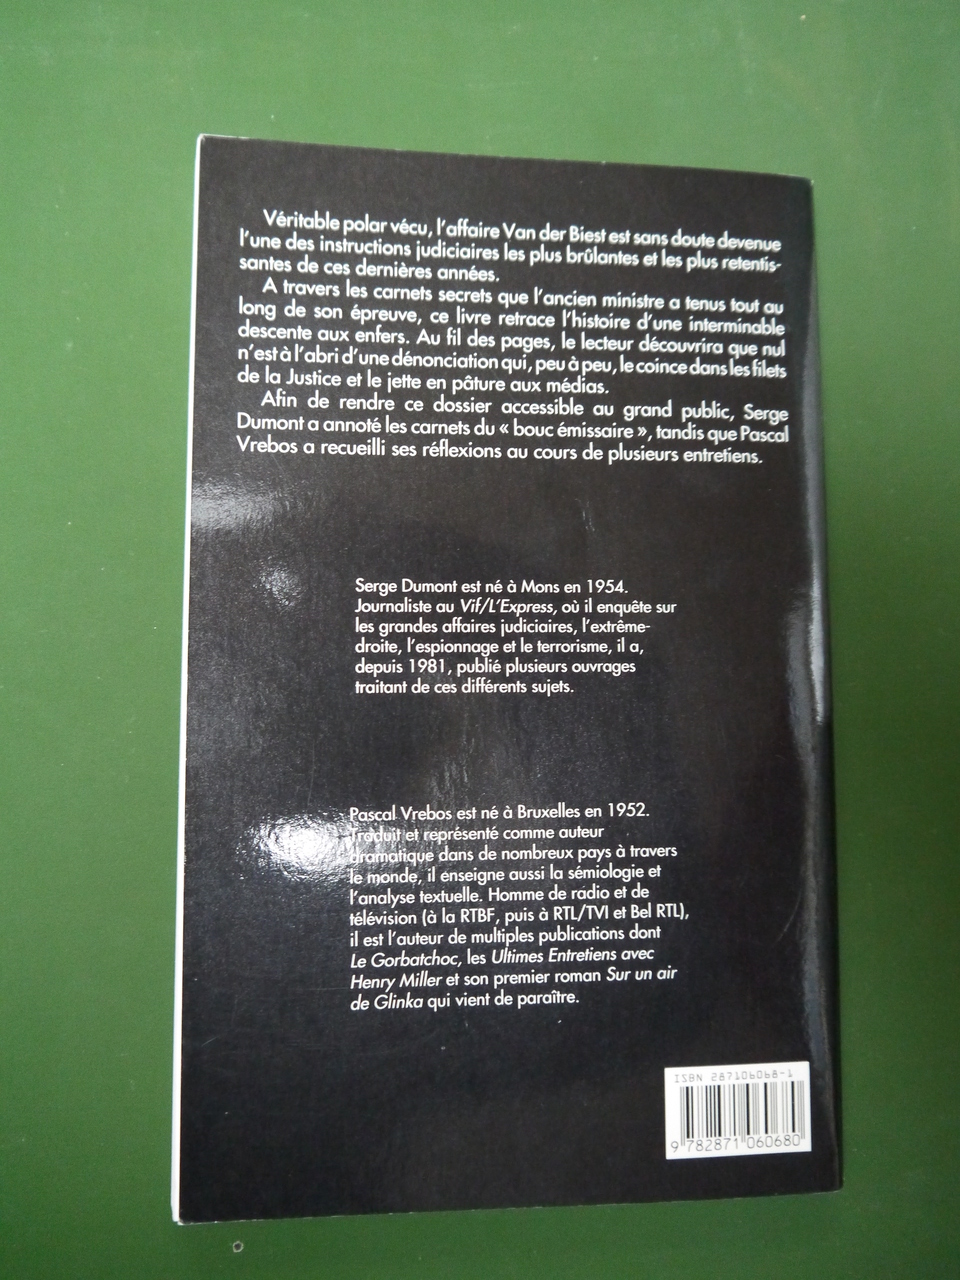 Véritable polar vécu, l'affaire Van der Biest est sans doute devenue
l'une des instructions judiciaires les plus brûlantes et les plus retentis-
santes de ces dernières années.
A travers les carnets secrets que l'ancien ministre a tenus tout au
long de son épreuve, ce livre retrace l'histoire d'une interminable
descente aux enfers. Au fil des pages, le lecteur découvrira que nul
n'est à l'abri d'une dénonciation qui, peu à peu, le coince dans les filets
de la Justice et le jette en pâture aux médias.
Afin de rendre ce dossier accessible au grand public, Serge
Dumont a annoté les carnets du « bouc émissaire », tandis que Pascal
Vrebos a recueilli ses réflexions au cours de plusieurs entretiens.
Serge Dumont est né à Mons en 1954.
Journaliste au Vif/L'Express, où il enquête sur
les grandes affaires judiciaires, l'extrême-
droite, l'espionnage et le terrorisme, il a,
depuis 1981, publié plusieurs ouvrages
traitant de ces différents sujets.
Pascal Vrebos est né à Bruxelles en 1952.
Traduit et représenté comme auteur
dramatique dans de nombreux pays à travers
le monde, il enseigne aussi la sémiologie et
l'analyse textuelle. Homme de radio et de
télévision (à la RTBF, puis à RTL/TVI et Bel RTL),
il est l'auteur de multiples publications dont
Le Gorbatchoc, les Ultimes Entretiens avec
Henry Miller et son premier roman Sur un air
de Glinka qui vient de paraître.
ISBN 287106068-1
9 782871 060680